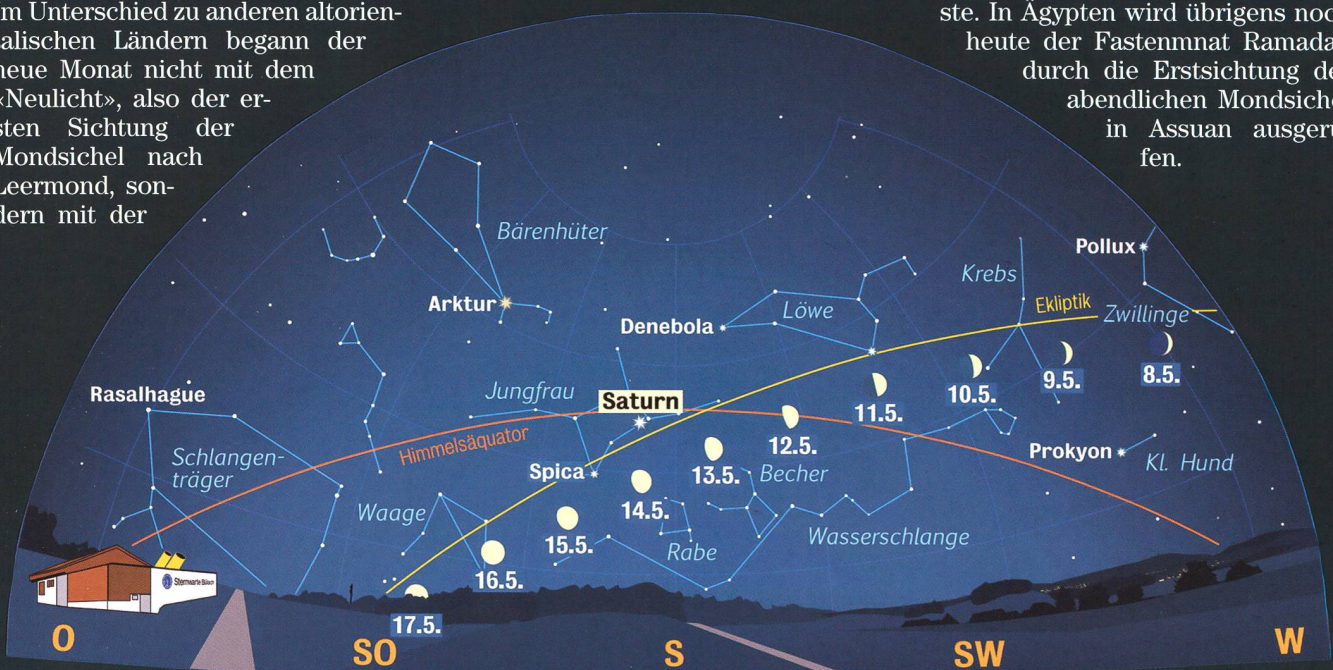 m Unterschied zu anderen altorien-
talischen Ländern begann der
neue Monat nicht mit dem
«Neulicht», also der er-
sten Sichtung der
Mondsichel nach
Leermond, son-
dern mit der
ste. In Ägypten wird übrigens noc
heute der Fastenmnat Ramada
durch die Erstsichtung de
abendlichen Mondsiche
in Assuan ausgeru
fen.
Bärenhüter
Arktur
Pollux
Krebs
Ekliptik
Zwillinge
Löwe
Denebola
8.5.
9.5.
10.5.
11.5.
12.5.
13.5.
14.5.
15.5.
16.5.
17.5.
Rasalhague
Jungfrau
Saturn
Himmelsäquator
Schlangen-
träger
Spica
Waage
Becher
Rabe
Wasserschlange
Prokyon
Kl. Hund
Sternwarte Bülach
O
SO
S
SW
W